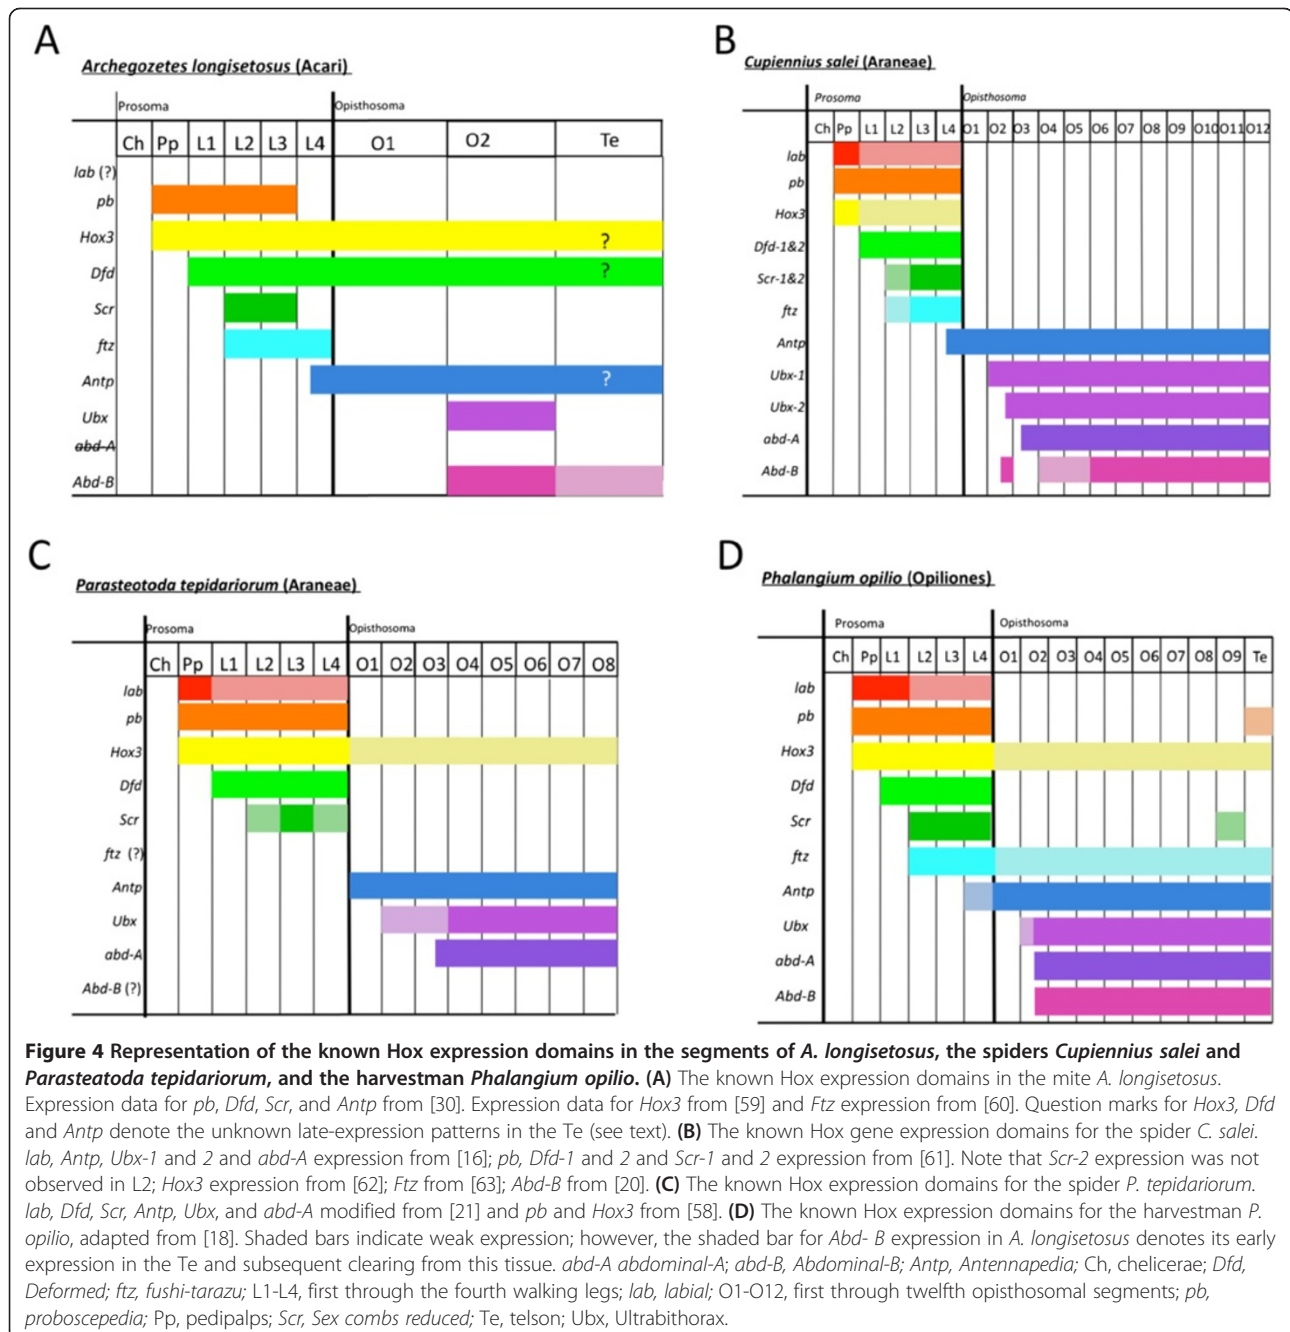 A
Archegozetes longisetosus (Acari)
Prosoma Opisthosoma
Ch Pp L1 L2 L3 L4 O1 O2 Te
lab (?)
pb
Hox3 ?
Dfd ?
Scr
ftz
Antp ?
Ubx
abd-A
Abd-B
B
Cupiennius salei (Araneae)
Prosoma Opisthosoma
Ch Pp L1 L2 L3 L4 O1 O2 O3 O4 O5 O6 O7 O8 O9 O10 O11 O12
lab
pb
Hox3
Dfd-1&2
Scr-1&2
ftz
Antp
Ubx-1
Ubx-2
abd-A
Abd-B
C
Parasteotoda tepidariorum (Araneae)
Prosoma Opisthosoma
Ch Pp L1 L2 L3 L4 O1 O2 O3 O4 O5 O6 O7 O8
lab
pb
Hox3
Dfd
Scr
ftz (?)
Antp
Ubx
abd-A
Abd-B (?)
D
Phalangium opilio (Opiliones)
Prosoma Opisthosoma
Ch Pp L1 L2 L3 L4 O1 O2 O3 O4 O5 O6 O7 O8 O9 Te
lab
pb
Hox3
Dfd
Scr
ftz
Antp
Ubx
abd-A
Abd-B
Figure 4 Representation of the known Hox expression domains in the segments of A. longisetosus, the spiders Cupiennius salei and
Parasteatoda tepidariorum, and the harvestman Phalangium opilio. (A) The known Hox expression domains in the mite A. longisetosus.
Expression data for pb, Dfd, Scr, and Antp from [30]. Expression data for Hox3 from [59] and Ftz expression from [60]. Question marks for Hox3, Dfd
and Antp denote the unknown late-expression patterns in the Te (see text). (B) The known Hox gene expression domains for the spider C. salei.
lab, Antp, Ubx-1 and 2 and abd-A expression from [16]; pb, Dfd-1 and 2 and Scr-1 and 2 expression from [61]. Note that Scr-2 expression was not
observed in L2; Hox3 expression from [62]; Ftz from [63]; Abd-B from [20]. (C) The known Hox expression domains for the spider P. tepidariorum.
lab, Dfd, Scr, Antp, Ubx, and abd-A modified from [21] and pb and Hox3 from [58]. (D) The known Hox expression domains for the harvestman P.
opilio, adapted from [18]. Shaded bars indicate weak expression; however, the shaded bar for Abd- B expression in A. longisetosus denotes its early
expression in the Te and subsequent clearing from this tissue. abd-A abdominal-A; abd-B, Abdominal-B; Antp, Antennapedia; Ch, chelicerae; Dfd,
Deformed; ftz, fushi-tarazu; L1-L4, first through the fourth walking legs; lab, labial; O1-O12, first through twelfth opisthosomal segments; pb,
proboscepedia; Pp, pedipalps; Scr, Sex combs reduced; Te, telson; Ubx, Ultrabithorax.